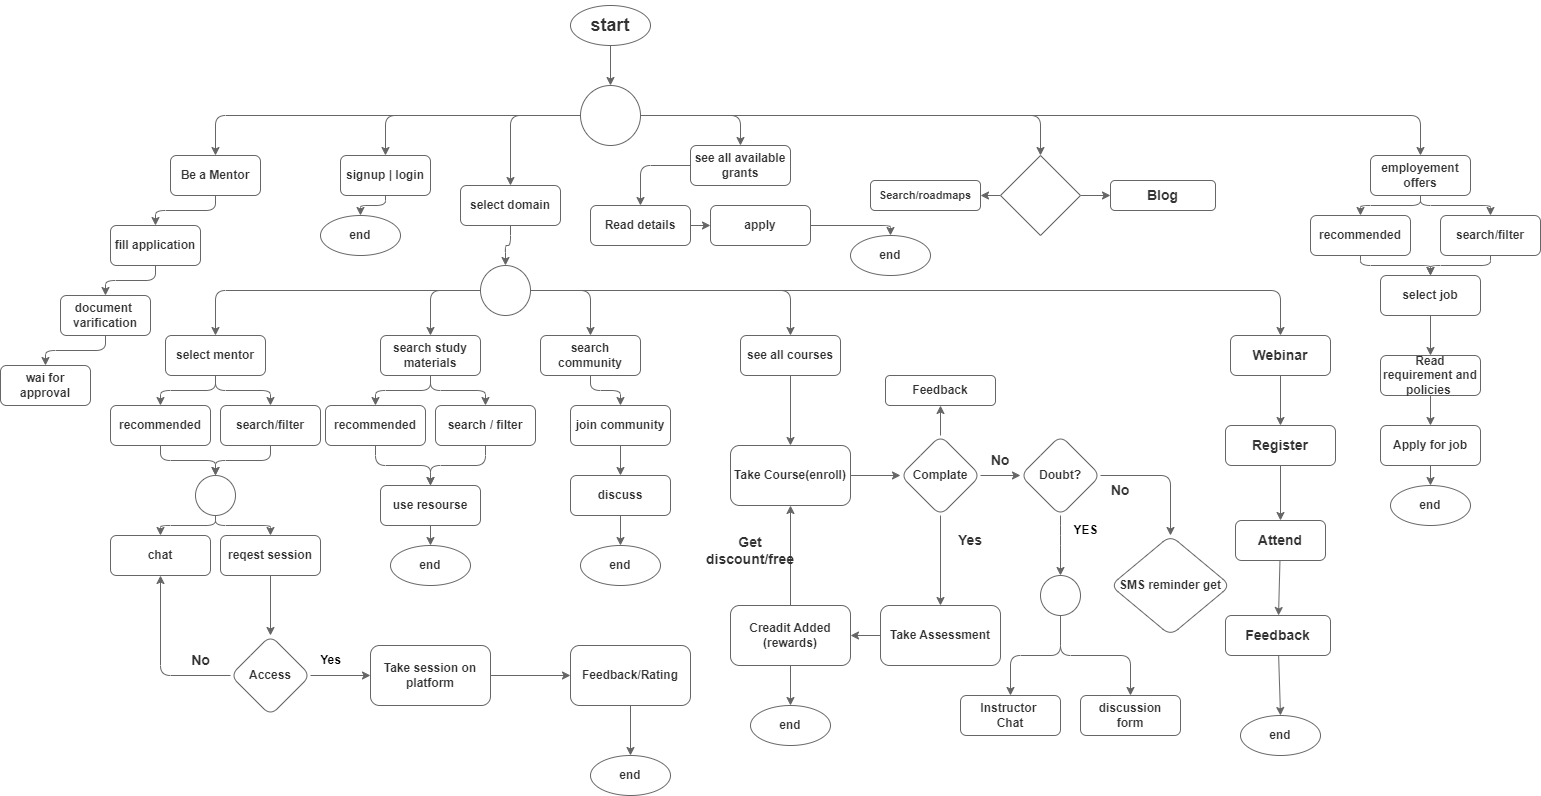 start
Be a Mentor
signup | login
see all available
grants
employement
offers
select domain
Search/roadmaps
Blog
fill application
end
Read details
apply
end
recommended
search/filter
document
varification
select job
select mentor
search study
materials
search
community
see all courses
Webinar
wai for
approval
Feedback
Read
requirement and
policies
recommended
search/filter
recommended
search / filter
join community
Register
Apply for job
Take Course(enroll)
Complate
No
Doubt?
No
use resourse
discuss
end
YES
Get
discount/free
Yes
chat
reqest session
end
end
Attend
SMS reminder get
Creadit Added
(rewards)
Take Assessment
Feedback
No
Yes
Access
Take session on
platform
Feedback/Rating
Instructor
Chat
discussion
form
end
end
end